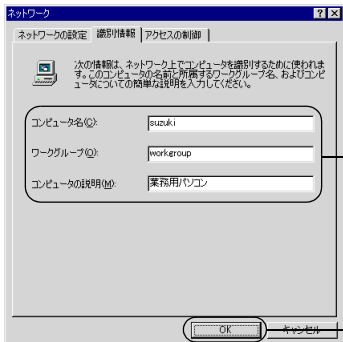 ネットワーク
ネットワークの設定 識別情報 アクセスの制御
次の情報は、ネットワーク上でコンピュータを識別するために使われま
す。このコンピュータの名前と所属するワークグループ名、およびコンピ
ュータについての簡単な説明を入力してください。
コンピュータ名(C): suzuki
ワークグループ(O): workgroup
コンピュータの説明(M): 業務用パソコン
OK キャンセル